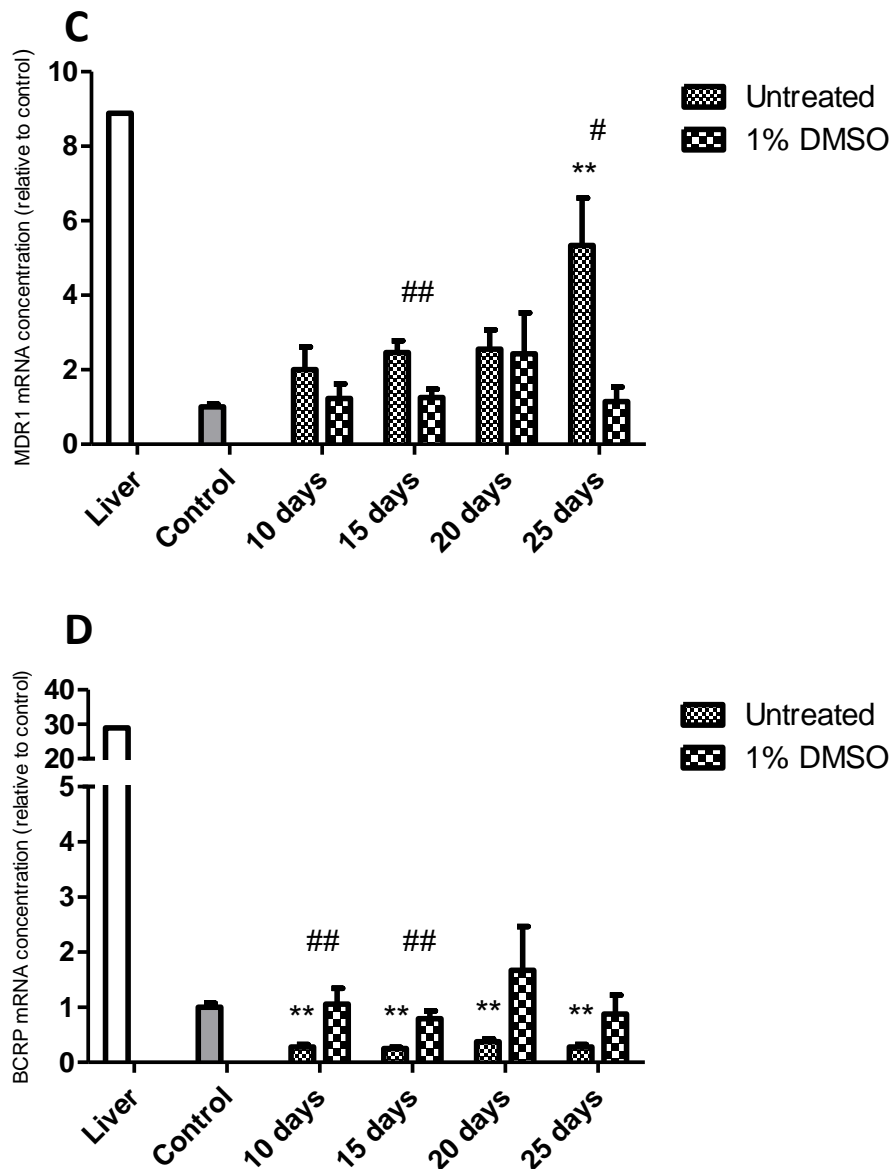 C
MDR1 mRNA concentration (relative to control)
10
8
6
4
2
0
Untreated
1% DMSO
#
**
##
Liver
Control
10 days
15 days
20 days
25 days
D
BCRP mRNA concentration (relative to control)
40
30
20
5
4
3
2
1
0
Untreated
1% DMSO
## ##
** ** ** **
Liver
Control
10 days
15 days
20 days
25 days